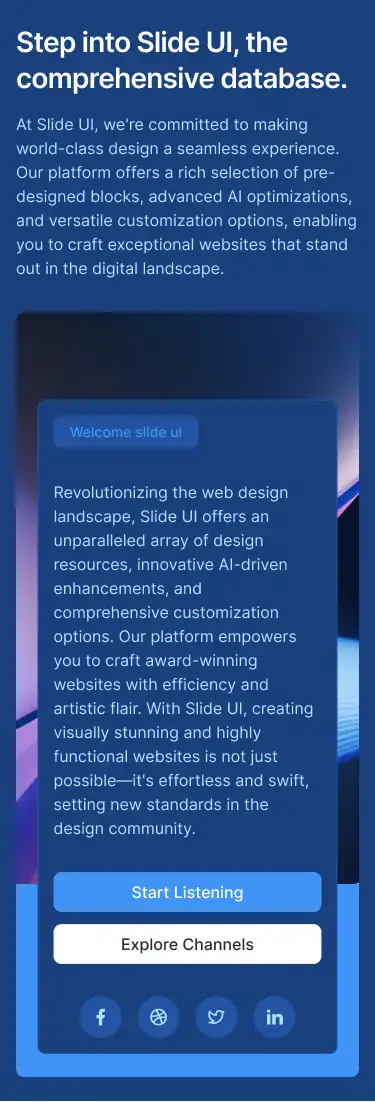 Step into Slide UI, the
comprehensive database.
At Slide UI, we're committed to making
world-class design a seamless experience.
Our platform offers a rich selection of pre-
designed blocks, advanced AI optimizations,
and versatile customization options, enabling
you to craft exceptional websites that stand
out in the digital landscape.
Welcome slide ui
Revolutionizing the web design
landscape, Slide UI offers an
unparalleled array of design
resources, innovative AI-driven
enhancements, and
comprehensive customization
options. Our platform empowers
you to craft award-winning
websites with efficiency and
artistic flair. With Slide UI, creating
visually stunning and highly
functional websites is not just
possible—it's effortless and swift,
setting new standards in the
design community.
Start Listening
Explore Channels